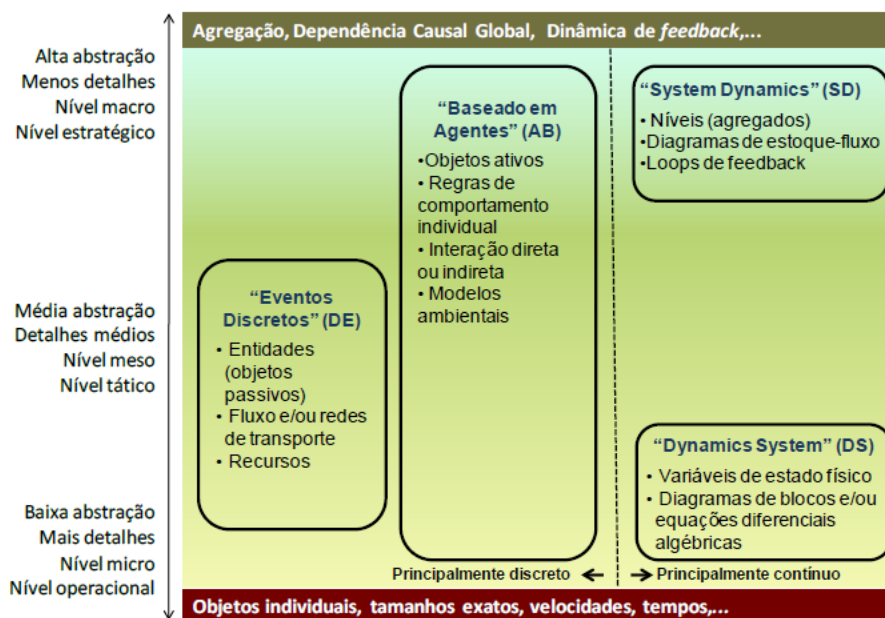 Agregação, Dependência Causal Global, Dinâmica de feedback,...
Alta abstração
Menos detalhes
Nível macro
Nível estratégico
Média abstração
Detalhes médios
Nível meso
Nível tático
Baixa abstração
Mais detalhes
Nível micro
Nível operacional
“Eventos
Discretos” (DE)
• Entidades
(objetos
passivos)
• Fluxo e/ou redes
de transporte
• Recursos
“Baseado em
Agentes” (AB)
•Objetos ativos
• Regras de
comportamento
individual
• Interação direta
ou indireta
• Modelos
ambientais
“System Dynamics” (SD)
• Níveis (agregados)
•Diagramas de estoque-fluxo
•Loops de feedback
“Dynamics System” (DS)
• Variáveis de estado físico
• Diagramas de blocos e/ou
equações diferenciais
algébricas
Principalmente discreto
Principalmente contínuo
Objetos individuais, tamanhos exatos, velocidades, tempos,...